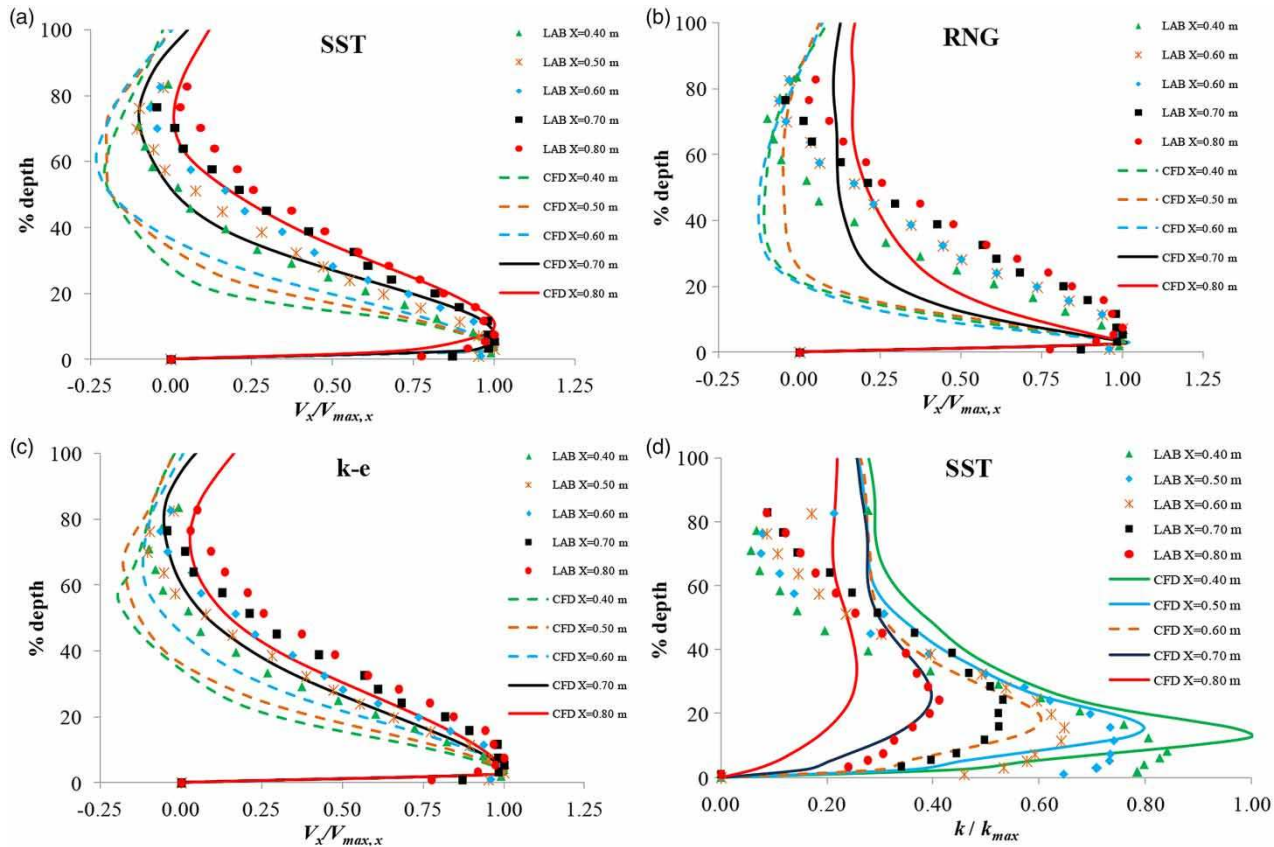 (a)
SST
% depth
100
80
60
40
20
0
-0.25 0.00 0.25 0.50 0.75 1.00 1.25
Vx/Vmax, x
LAB X=0.40 m
LAB X=0.50 m
LAB X=0.60 m
LAB X=0.70 m
LAB X=0.80 m
CFD X=0.40 m
CFD X=0.50 m
CFD X=0.60 m
CFD X=0.70 m
CFD X=0.80 m
(b)
RNG
% depth
100
80
60
40
20
0
-0.25 0.00 0.25 0.50 0.75 1.00 1.25
Vx/Vmax, x
LAB X=0.40 m
LAB X=0.60 m
LAB X=0.60 m
LAB X=0.70 m
LAB X=0.80 m
CFD X=0.40 m
CFD X=0.50 m
CFD X=0.60 m
CFD X=0.70 m
CFD X=0.80 m
(c)
k-e
% depth
100
80
60
40
20
0
-0.25 0.00 0.25 0.50 0.75 1.00 1.25
Vx/Vmax, x
LAB X=0.40 m
LAB X=0.50 m
LAB X=0.60 m
LAB X=0.70 m
LAB X=0.80 m
CFD X=0.40 m
CFD X=0.50 m
CFD X=0.60 m
CFD X=0.70 m
CFD X=0.80 m
(d)
SST
% depth
100
80
60
40
20
0
0.00 0.20 0.40 0.60 0.80 1.00
k / kmax
LAB X=0.40 m
LAB X=0.50 m
LAB X=0.60 m
LAB X=0.70 m
LAB X=0.80 m
CFD X=0.40 m
CFD X=0.50 m
CFD X=0.60 m
CFD X=0.70 m
CFD X=0.80 m